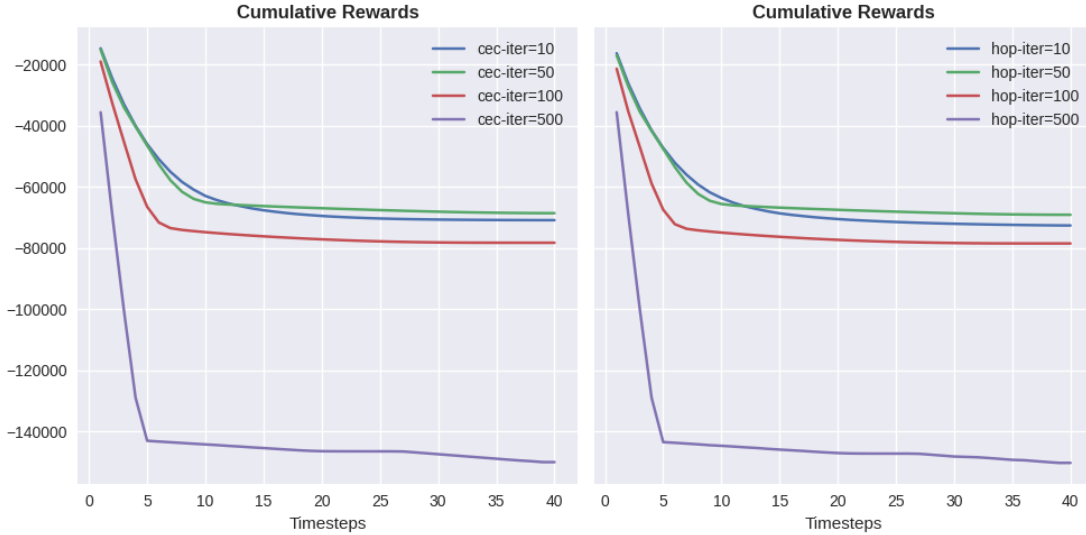 Cumulative Rewards
cec-iter=10
cec-iter=50
cec-iter=100
cec-iter=500
−20000
−40000
−60000
−80000
−100000
−120000
−140000
0 5 10 15 20 25 30 35 40
Timesteps
Cumulative Rewards
hop-iter=10
hop-iter=50
hop-iter=100
hop-iter=500
0 5 10 15 20 25 30 35 40
Timesteps